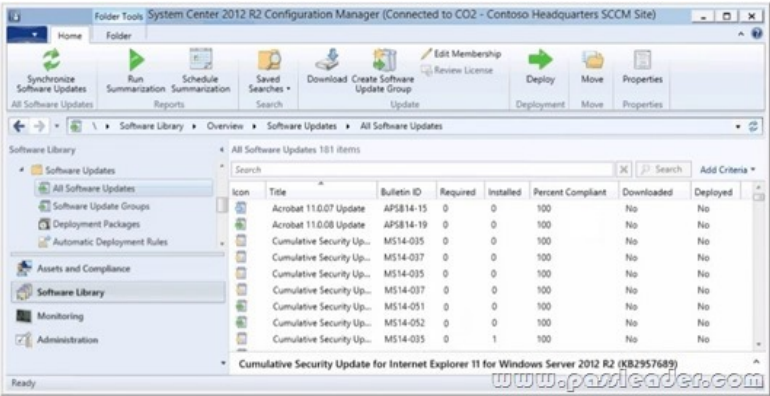 Folder Tools System Center 2012 R2 Configuration Manager (Connected to CO2 - Contoso Headquarters SCCM Site)
Home Folder
Synchronize Software Updates
Run Summarization
Schedule Summarization
Saved Searches
Download
Create Software Update Group
Edit Membership
Review License
Deploy
Move
Properties
All Software Updates Reports Search Update Deployment Move Properties
\ Software Library Overview Software Updates All Software Updates
Software Library
Software Updates
All Software Updates
Software Update Groups
Deployment Packages
Automatic Deployment Rules
Assets and Compliance
Software Library
Monitoring
Administration
All Software Updates 181 items
Search Search Add Criteria
Icon Title Bulletin ID Required Installed Percent Compliant Downloaded Deployed
Acrobat 11.0.07 Update APSB14-15 0 0 100 No No
Acrobat 11.0.08 Update APSB14-19 0 0 100 No No
Cumulative Security Up... MS14-035 0 0 100 No No
Cumulative Security Up... MS14-037 0 0 100 No No
Cumulative Security Up... MS14-035 0 0 100 No No
Cumulative Security Up... MS14-037 0 0 100 No No
Cumulative Security Up... MS14-051 0 0 100 No No
Cumulative Security Up... MS14-052 0 0 100 No No
Cumulative Security Up... MS14-035 0 1 100 No No
Cumulative Security Update for Internet Explorer 11 for Windows Server 2012 R2 (KB2957689)
Ready
www.passleader.com